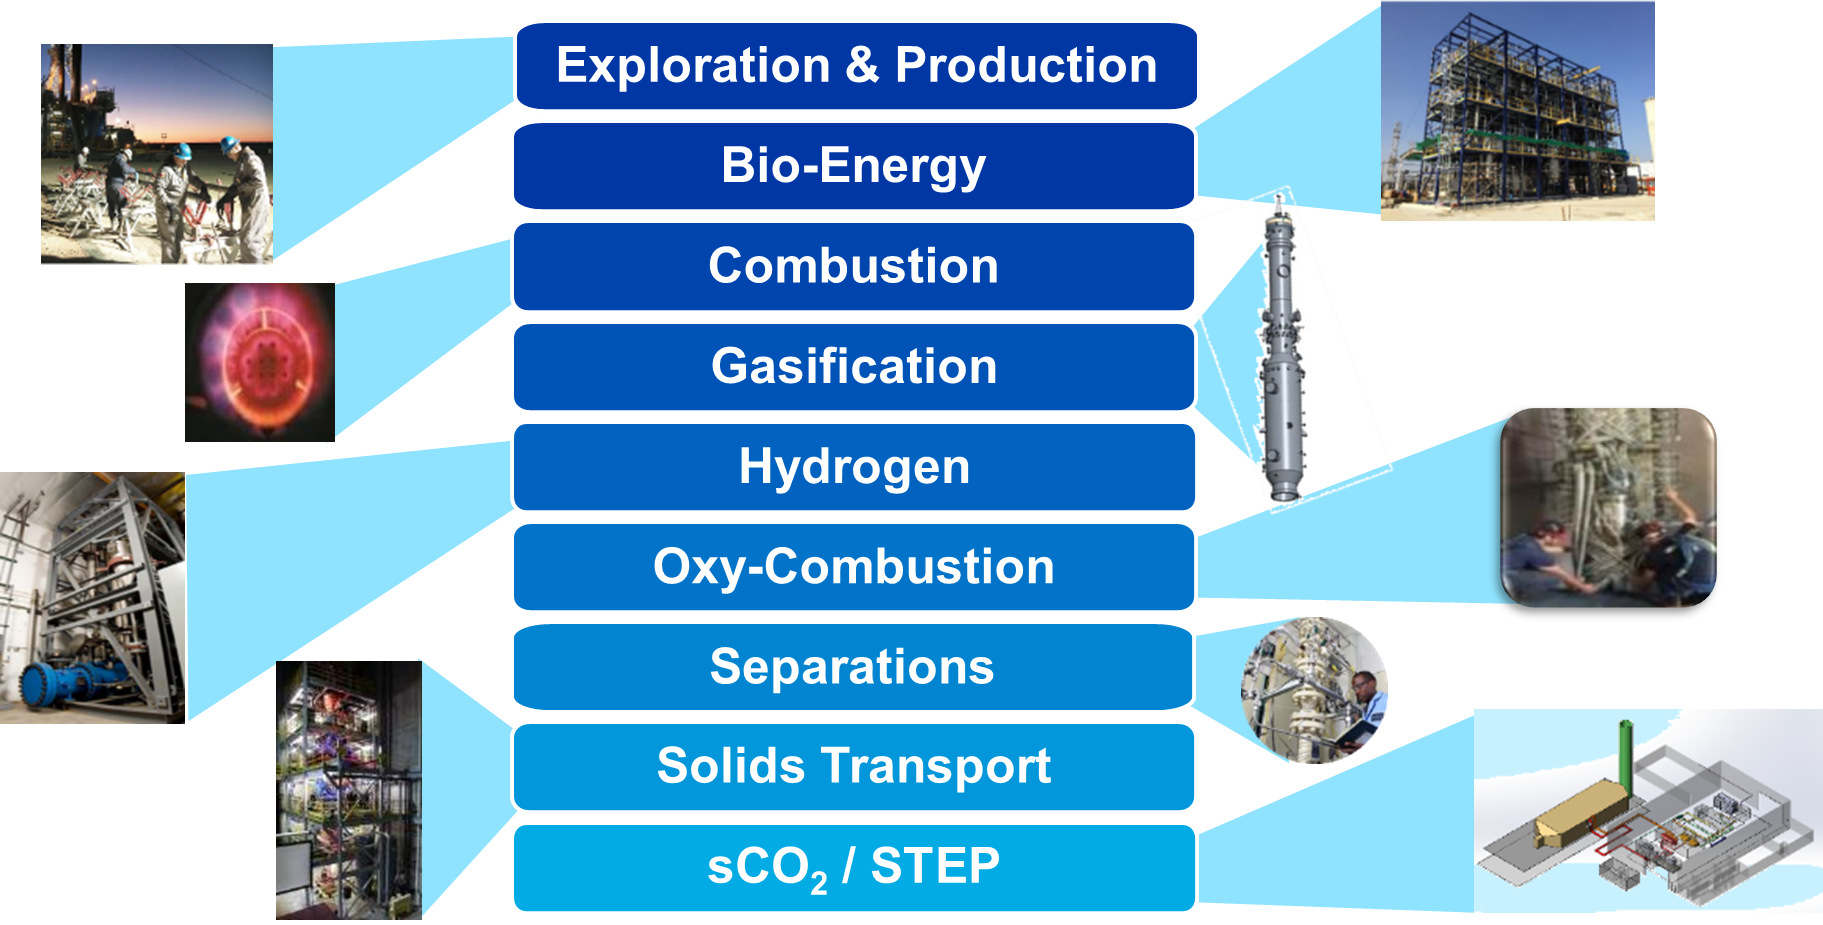 Exploration & Production
Bio-Energy
Combustion
Gasification
Hydrogen
Oxy-Combustion
Separations
Solids Transport
sCO₂ / STEP